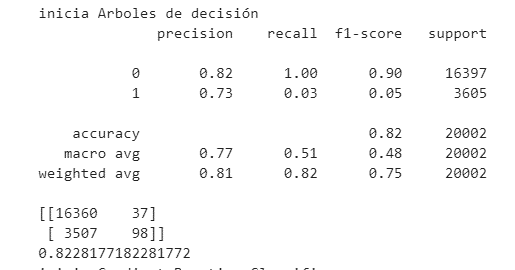 inicia Arboles de decisión
precision recall f1-score support
0 0.82 1.00 0.90 16397
1 0.73 0.03 0.05 3605
accuracy 0.82 20002
macro avg 0.77 0.51 0.48 20002
weighted avg 0.81 0.82 0.75 20002
[[16360 37]
[ 3507 98]]
0.8228177182281772